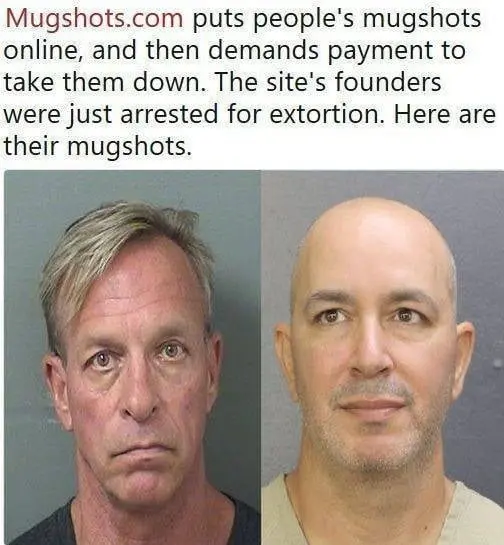 Mugshots.com puts people's mugshots
online, and then demands payment to
take them down. The site's founders
were just arrested for extortion. Here are
their mugshots.